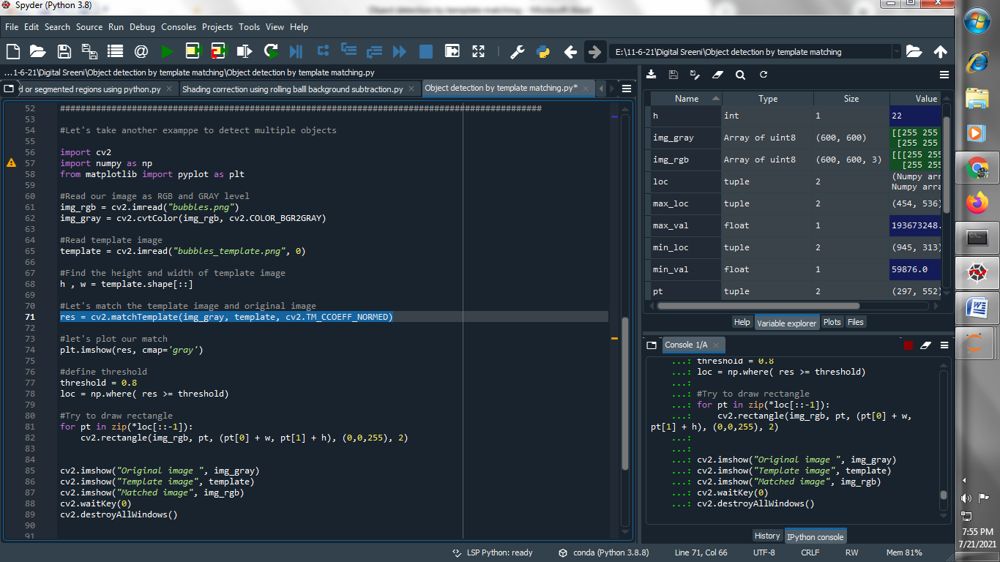 Spyder (Python 3.8)
Object detection by template matching - Microsoft Word
File Edit Search Source Run Debug Consoles Projects Tools View Help
E:\11-6-21\Digital Sreeni\Object detection by template matching
...1-6-21\Digital Sreeni\Object detection by template matching\Object detection by template matching.py
d or segmented regions using python.py
Shading correction using rolling balll background subtraction.py
Object detection by template matching.py*
52 ##############################################################################################
53
54 #Let's take another examppe to detect multiple objects
55
56 import cv2
57 import numpy as np
58 from matplotlib import pyplot as plt
59
60 #Read our image as RGB and GRAY level
61 img_rgb = cv2.imread("bubbles.png")
62 img_gray = cv2.cvtColor(img_rgb, cv2.COLOR_BGR2GRAY)
63
64 #Read template image
65 template = cv2.imread("bubbles_template.png", 0)
66
67 #Find the height and width of template image
68 h , w = template.shape[::]
69
70 #Let's match the template image and original image
71 res = cv2.matchTemplate(img_gray, template, cv2.TM_CCOEFF_NORMED)
72
73 #let's plot our match
74 plt.imshow(res, cmap='gray')
75
76 #define threshold
77 threshold = 0.8
78 loc = np.where( res >= threshold)
79
80 #Try to draw rectangle
81 for pt in zip(*loc[::-1]):
82 cv2.rectangle(img_rgb, pt, (pt[0] + w, pt[1] + h), (0,0,255), 2)
83
84
85 cv2.imshow("Original image ", img_gray)
86 cv2.imshow("Template image", template)
87 cv2.imshow("Matched image", img_rgb)
88 cv2.waitKey(0)
89 cv2.destroyAllWindows()
90
91
Name Type Size Value
h int 1 22
img_gray Array of uint8 (600, 600) [[255 255
[255 255
img_rgb Array of uint8 (600, 600, 3) [[[255 255
[255 255
loc tuple 2 (Numpy arr
Numpy arra
max_loc tuple 2 (454, 536)
max_val float 1 193673248.
min_loc tuple 2 (945, 313)
min_val float 1 59876.0
pt tuple 2 (297, 552)
Help Variable explorer Plots Files
Console 1/A
...: threshold = 0.8
...: loc = np.where( res >= threshold)
...:
...: #Try to draw rectangle
...: for pt in zip(*loc[::-1]):
...: cv2.rectangle(img_rgb, pt, (pt[0] + w,
pt[1] + h), (0,0,255), 2)
...:
...:
...: cv2.imshow("Original image ", img_gray)
...: cv2.imshow("Template image", template)
...: cv2.imshow("Matched image", img_rgb)
...: cv2.waitKey(0)
...: cv2.destroyAllWindows()
History IPython console
LSP Python: ready conda (Python 3.8.8) Line 71, Col 66 UTF-8 CRLF RW Mem 81%
7:55 PM
7/21/2021